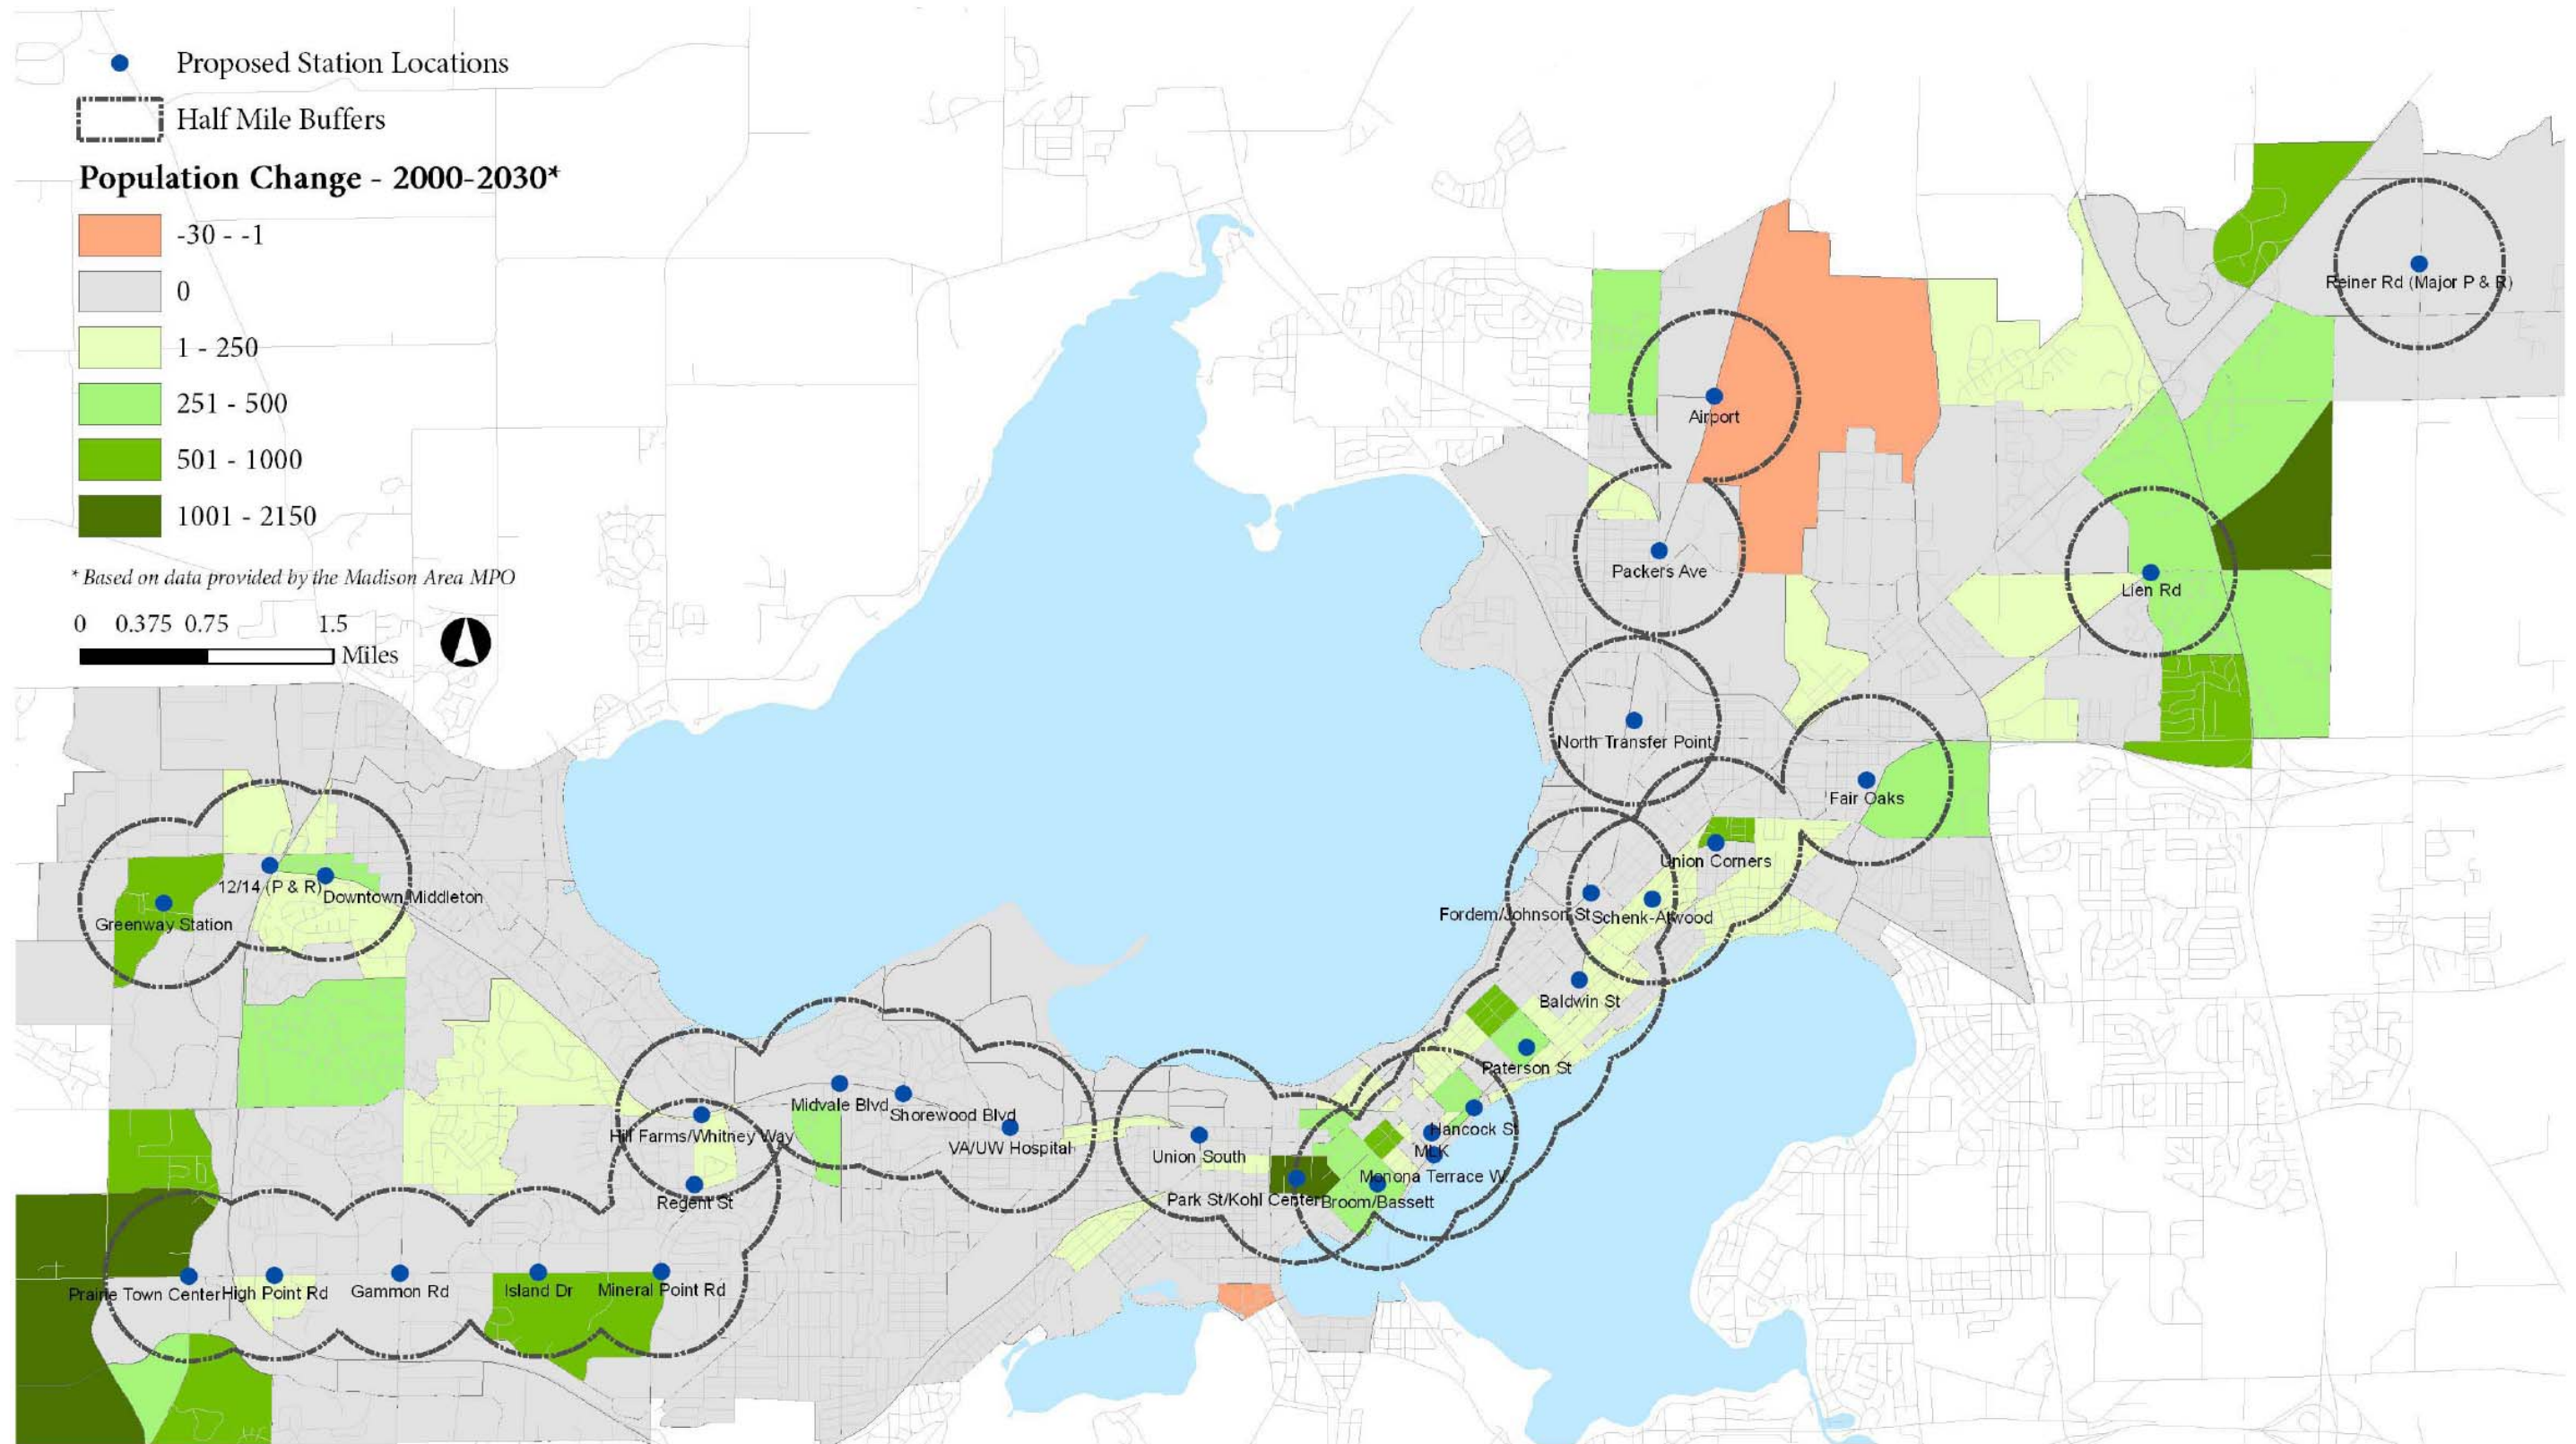 Proposed Station Locations
Half Mile Buffers
Population Change - 2000-2030*
-30 - -1
0
1 - 250
251 - 500
501 - 1000
1001 - 2150
* Based on data provided by the Madison Area MPO
0 0.375 0.75 1.5
Miles
Reiner Rd (Major P & R)
Airport
Packers Ave
Lien Rd
North Transfer Point
Fair Oaks
Union Corners
12/14 (P & R)
Downtown Middleton
Greenway Station
Fordem/Johnson St
Schenk-Atwood
Baldwin St
Paterson St
Midvale Blvd
Shorewood Blvd
Hill Farms/Whitney Way
VA/UW Hospital
Union South
Hancock St
MLK
Monona Terrace W.
Regent St
Park St/Kohl Center
Broom/Bassett
Prairie Town Center
High Point Rd
Gammon Rd
Island Dr
Mineral Point Rd